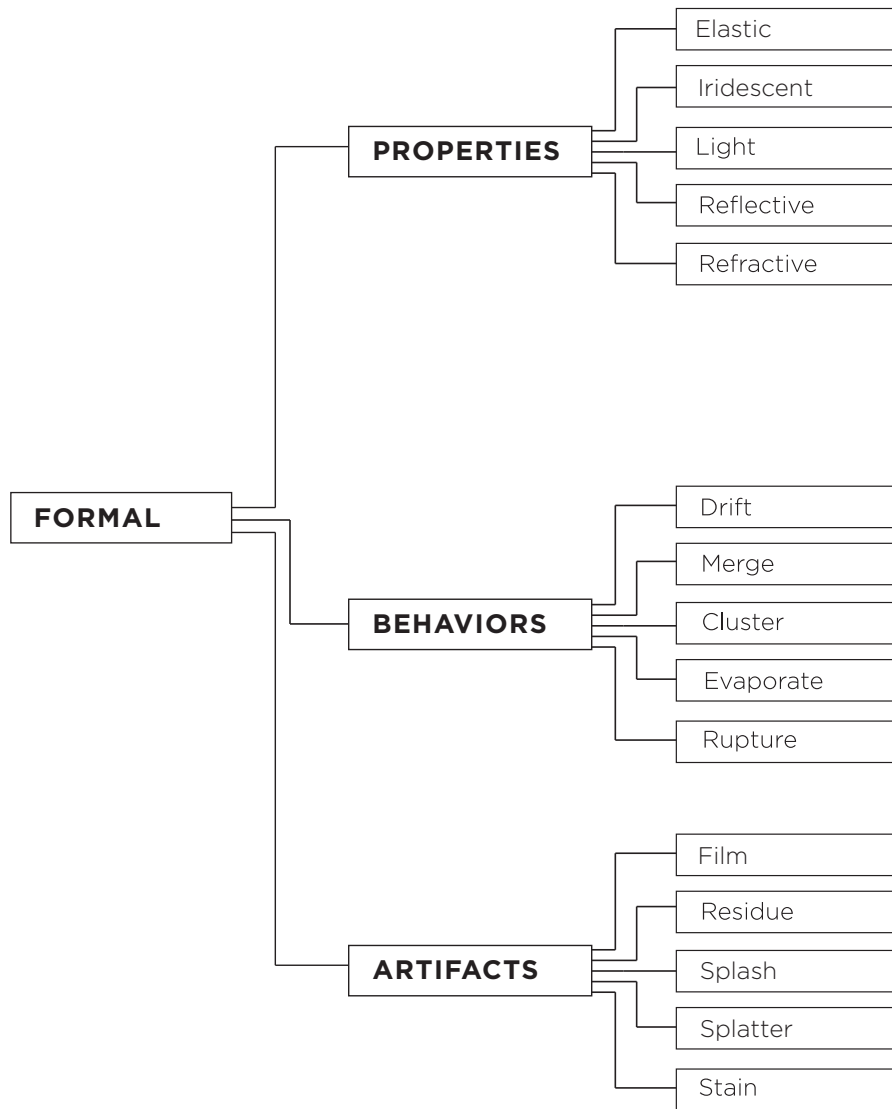 FORMAL
PROPERTIES
Elastic
Iridescent
Light
Reflective
Refractive
BEHAVIORS
Drift
Merge
Cluster
Evaporate
Rupture
ARTIFACTS
Film
Residue
Splash
Splatter
Stain